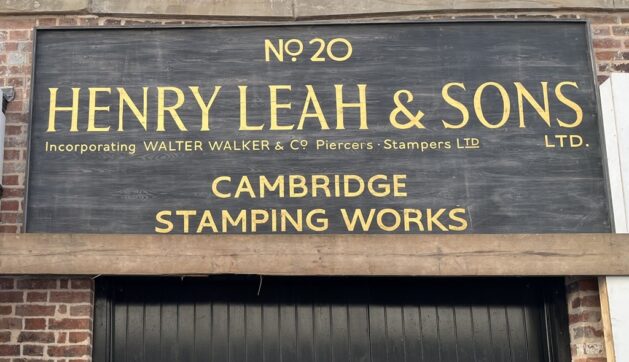 No 20
HENRY LEAH & SONS LTD.
Incorporating WALTER WALKER & Co Piercers · Stampers LTD
CAMBRIDGE
STAMPING WORKS